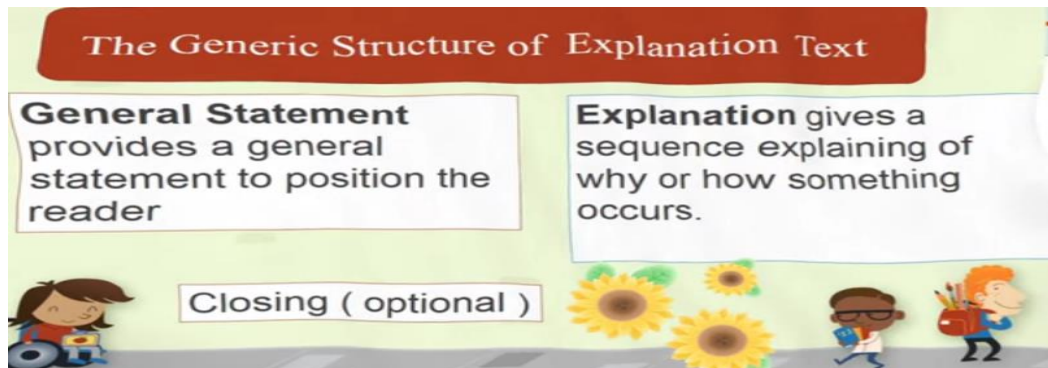 The Generic Structure of Explanation Text
General Statement
provides a general
statement to position the
reader
Explanation gives a
sequence explaining of
why or how something
occurs.
Closing ( optional )